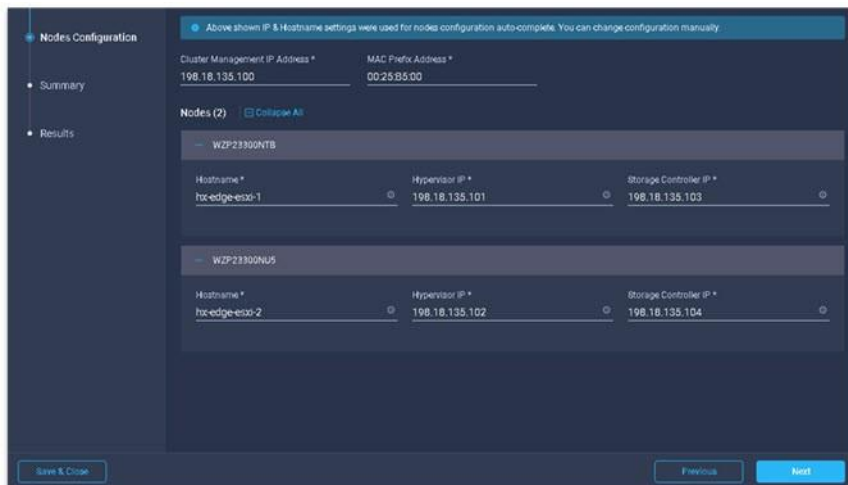 Above shown IP & Hostname settings were used for nodes configuration auto-complete. You can change configuration manually.
Nodes Configuration
Cluster Management IP Address * MAC Prefix Address *
198.18.135.100 00:25:B5:00
Summary
Nodes (2) Collapse All
Results
WZP23300NTB
Hostname * Hypervisor IP * Storage Controller IP *
hx-edge-esxi-1 198.18.135.101 198.18.135.103
WZP23300NU5
Hostname * Hypervisor IP * Storage Controller IP *
hx-edge-esxi-2 198.18.135.102 198.18.135.104
Save & Close Previous Next